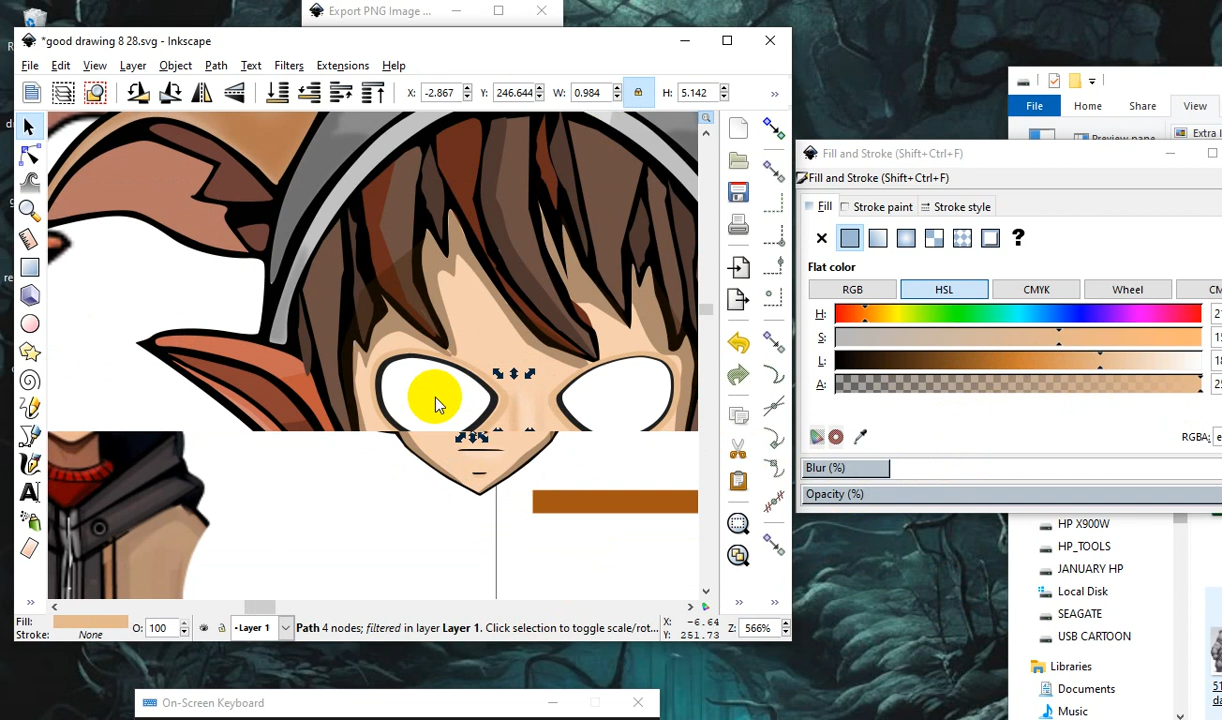 Export PNG Image ...
*good drawing 8 28.svg - Inkscape
File Edit View Layer Object Path Text Filters Extensions Help
X: -2.867 Y: 246.644 W: 0.984 H: 5.142 »
File Home Share View
Preview pane
Extra l
Fill and Stroke (Shift+Ctrl+F)
Fill and Stroke (Shift+Ctrl+F)
Fill Stroke paint Stroke style
?
Flat color
RGB HSL CMYK Wheel
H:
S:
L:
A:
RGBA:
Blur (%)
Opacity (%)
HP X900W
HP_TOOLS
JANUARY HP
Local Disk
SEAGATE
USB CARTOON
Libraries
Documents
Music
Fill:
Stroke: None
O: 100
Layer 1
Path 4 nodes; filtered in layer Layer 1. Click selection to toggle scale/rot...
X: -6.64
Y: 251.73
Z: 566%
On-Screen Keyboard